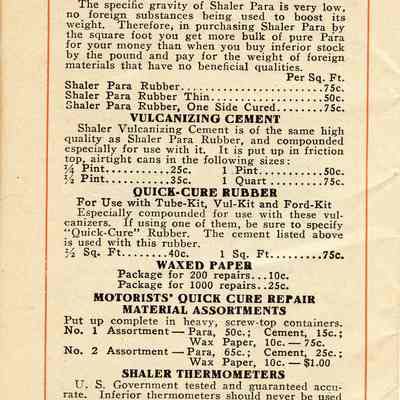 The specific gravity of Shaler Para is very low,
no foreign substances being used to boost its
weight. Therefore, in purchasing Shaler Para by
the square foot you get more bulk of pure Para
for your money than when you buy inferior stock
by the pound and pay for the weight of foreign
materials that have no beneficial qualities.
Per Sq. Ft.
Shaler Para Rubber.....................75c.
Shaler Para Rubber Thin................50c.
Shaler Para Rubber, One Side Cured.......75c.
VULCANIZING CEMENT
Shaler Vulcanizing Cement is of the same high
quality as Shaler Para Rubber, and compounded
especially for use with it. It is put up in friction
top, airtight cans in the following sizes:
¼ Pint..........25c. 1 Pint..........50c.
½ Pint..........35c. 1 Quart.........75c.
QUICK-CURE RUBBER
For Use with Tube-Kit, Vul-Kit and Ford-Kit
Especially compounded for use with these vul-
canizers. If using one of them, be sure to specify
"Quick-Cure" Rubber. The cement listed above
is used with this rubber.
½ Sq. Ft.......40c. 1 Sq. Ft........75c.
WAXED PAPER
Package for 200 repairs...10c.
Package for 1000 repairs..25c.
MOTORISTS' QUICK CURE REPAIR
MATERIAL ASSORTMENTS
Put up complete in heavy, screw-top containers.
No. 1 Assortment — Para, 50c.; Cement, 15c.;
Wax Paper, 10c. — 75c.
No. 2 Assortment — Para, 65c.; Cement, 25c.;
Wax Paper, 10c. — $1.00
SHALER THERMOMETERS
U. S. Government tested and guaranteed accu-
rate. Inferior thermometers should never be used